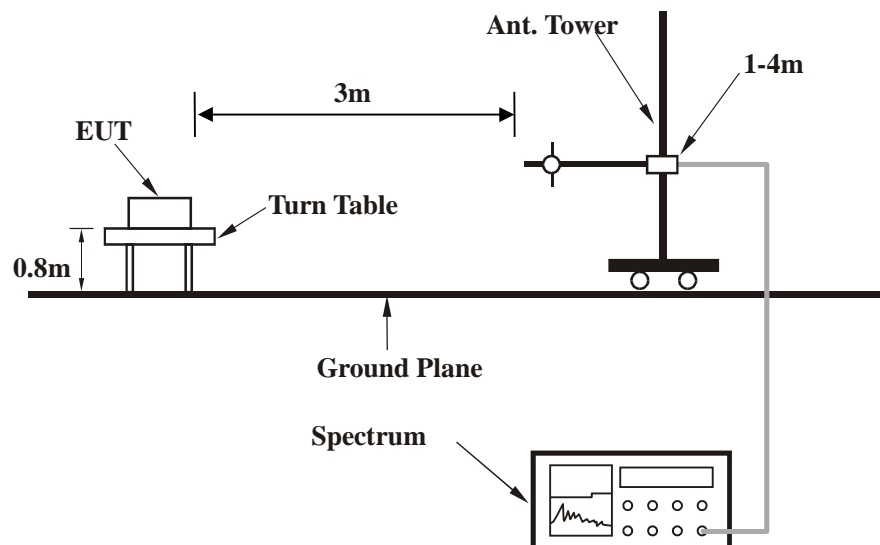 Ant. Tower
1-4m
3m
EUT
Turn Table
0.8m
Ground Plane
Spectrum